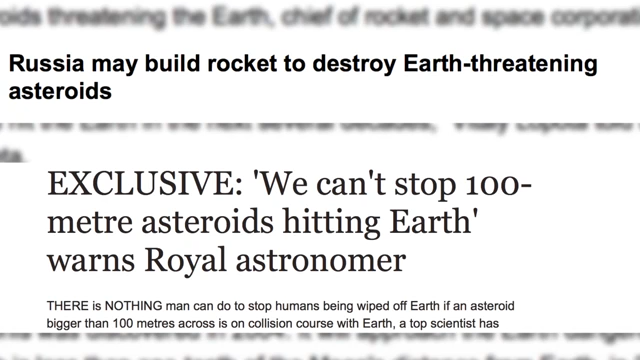 oids threatening the Earth, chief of rocket and space corporat
Russia may build rocket to destroy Earth-threatening
asteroids
EXCLUSIVE: 'We can't stop 100-
metre asteroids hitting Earth'
warns Royal astronomer
THERE is NOTHING man can do to stop humans being wiped off Earth if an asteroid
bigger than 100 metres across is on collision course with Earth, a top scientist has